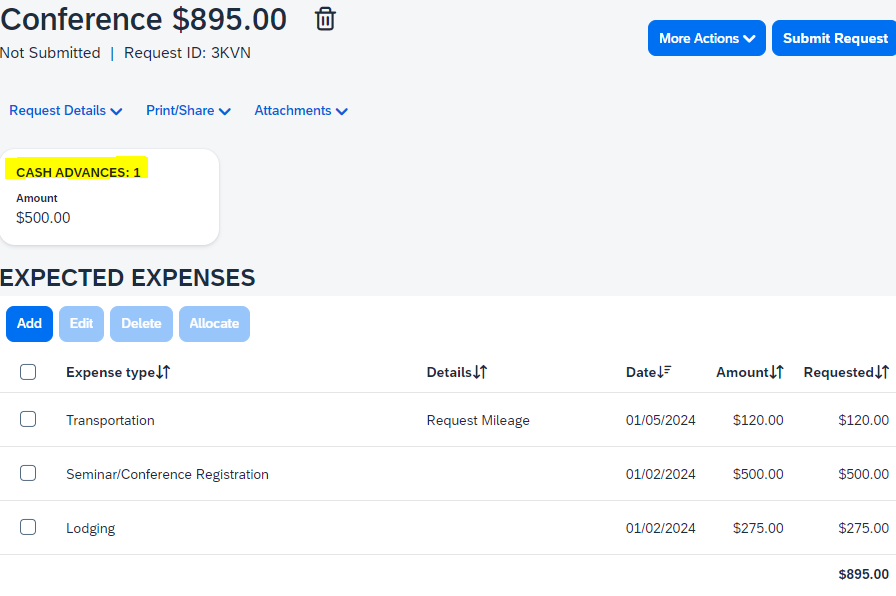 Conference $895.00
Not Submitted | Request ID: 3KVN
More Actions
Submit Request
Request Details
Print/Share
Attachments
CASH ADVANCES: 1
Amount
$500.00
EXPECTED EXPENSES
Add Edit Delete Allocate
Expense type Details Date Amount Requested
Transportation Request Mileage 01/05/2024 $120.00 $120.00
Seminar/Conference Registration 01/02/2024 $500.00 $500.00
Lodging 01/02/2024 $275.00 $275.00
$895.00